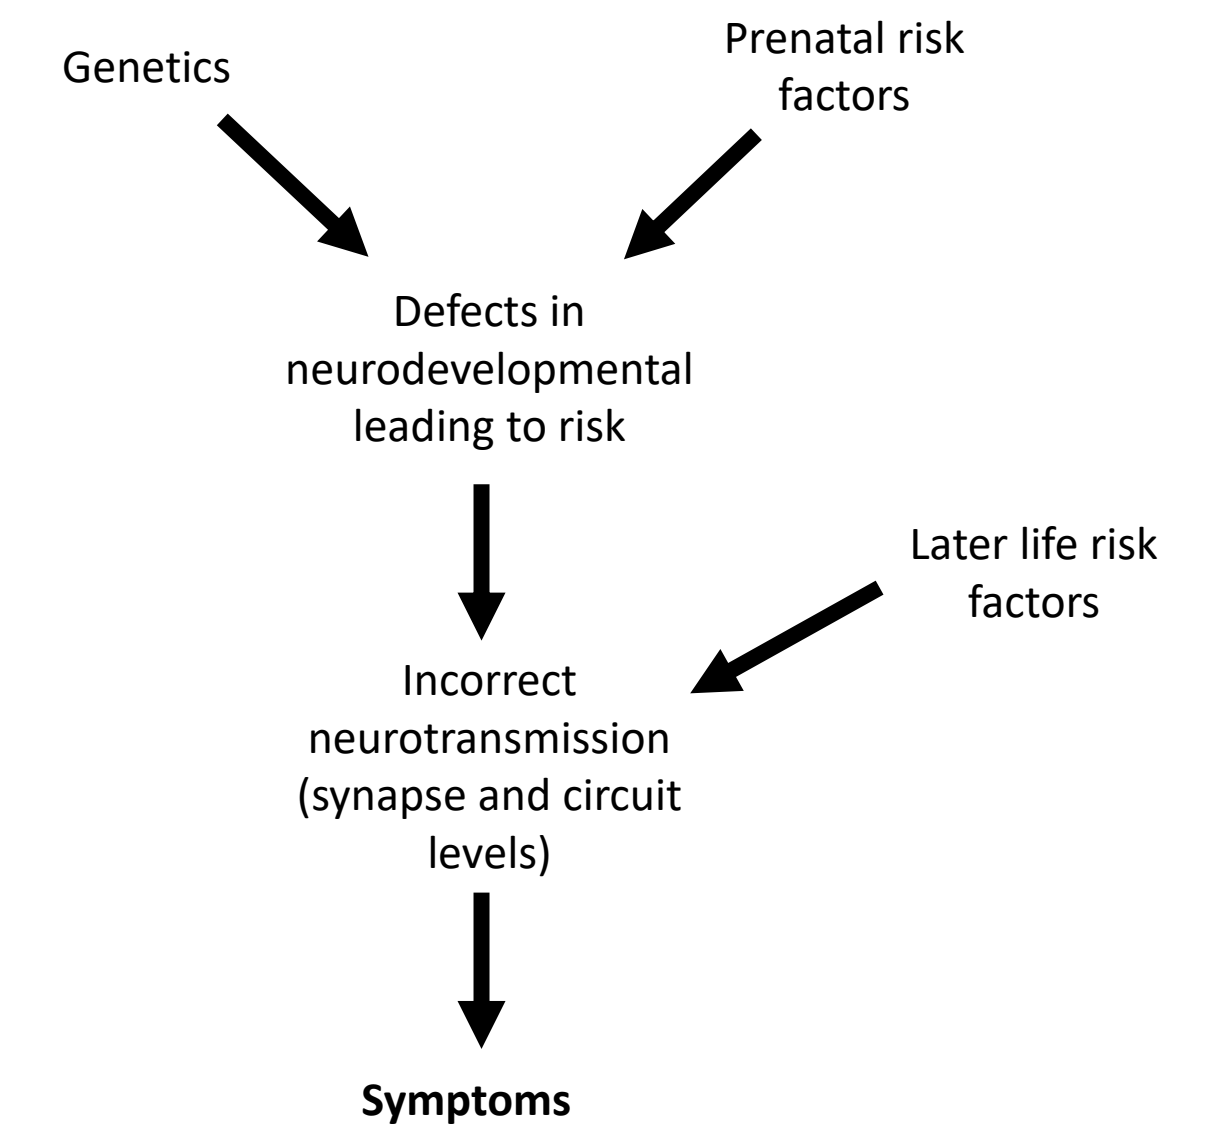 Genetics
Prenatal risk
factors
Defects in
neurodevelopmental
leading to risk
Later life risk
factors
Incorrect
neurotransmission
(synapse and circuit
levels)
Symptoms